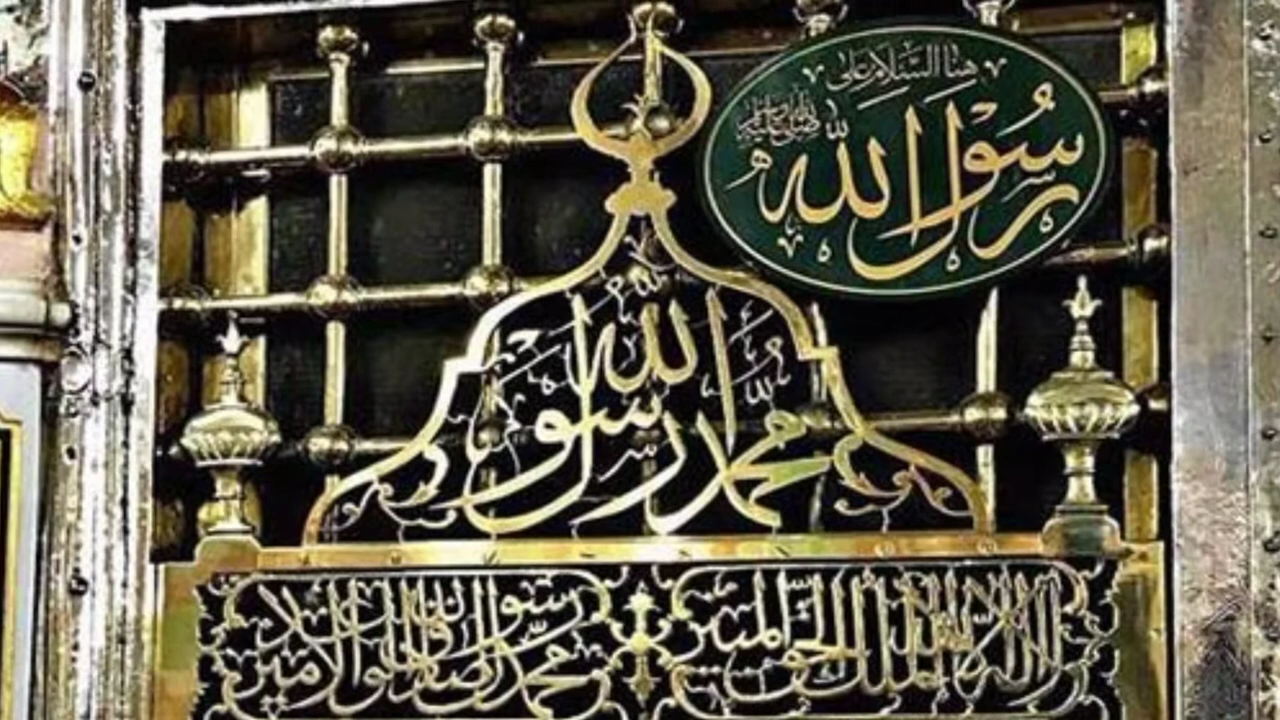 هنا السلام على
رسول الله
صلى الله عليه وسلم
محمد رسول الله
لا إله إلا الله الملك الحق المبين
محمد رسول الله الصادق الوعد الأمين